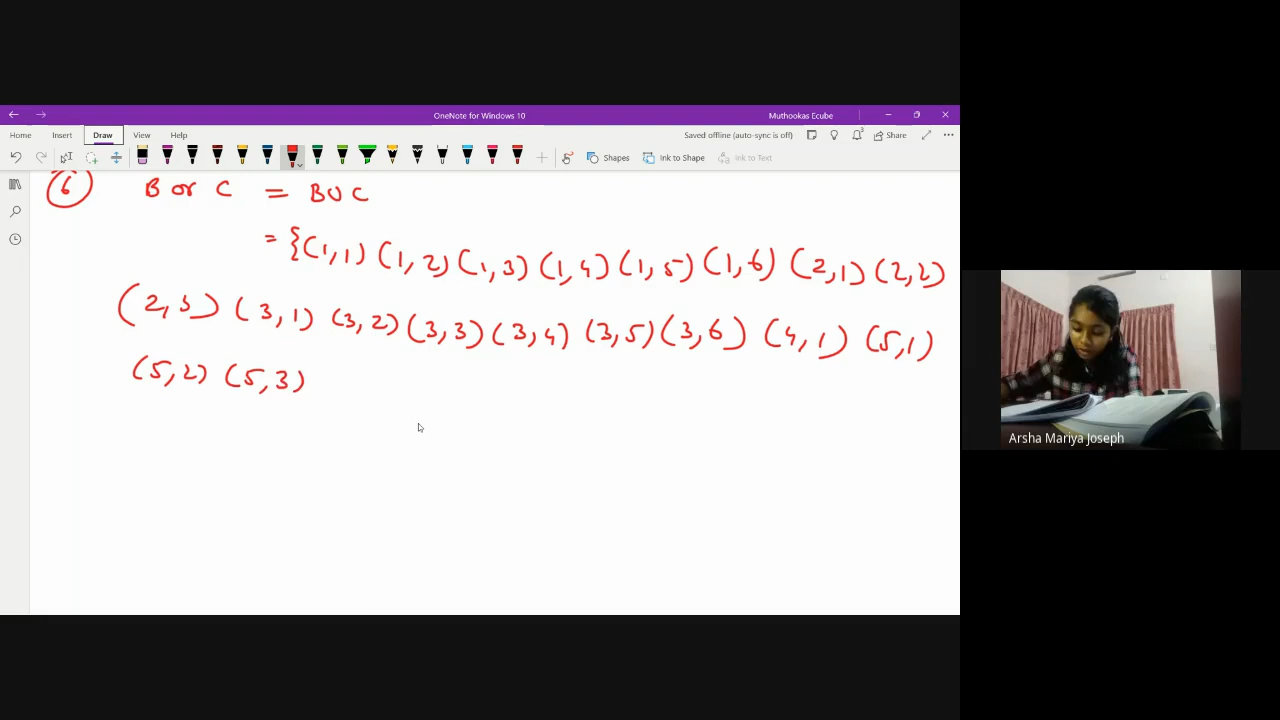 OneNote for Windows 10
Muthookas Ecube
Home Insert Draw View Help
Saved offline (auto-sync is off)
Share
Shapes
Ink to Shape
Ink to Text
6 B or C = B∪C
= {(1,1) (1,2) (1,3) (1,4) (1,5) (1,6) (2,1) (2,2)
(2,3) (3,1) (3,2) (3,3) (3,4) (3,5) (3,6) (4,1) (5,1)
(5,2) (5,3)
Arsha Mariya Joseph